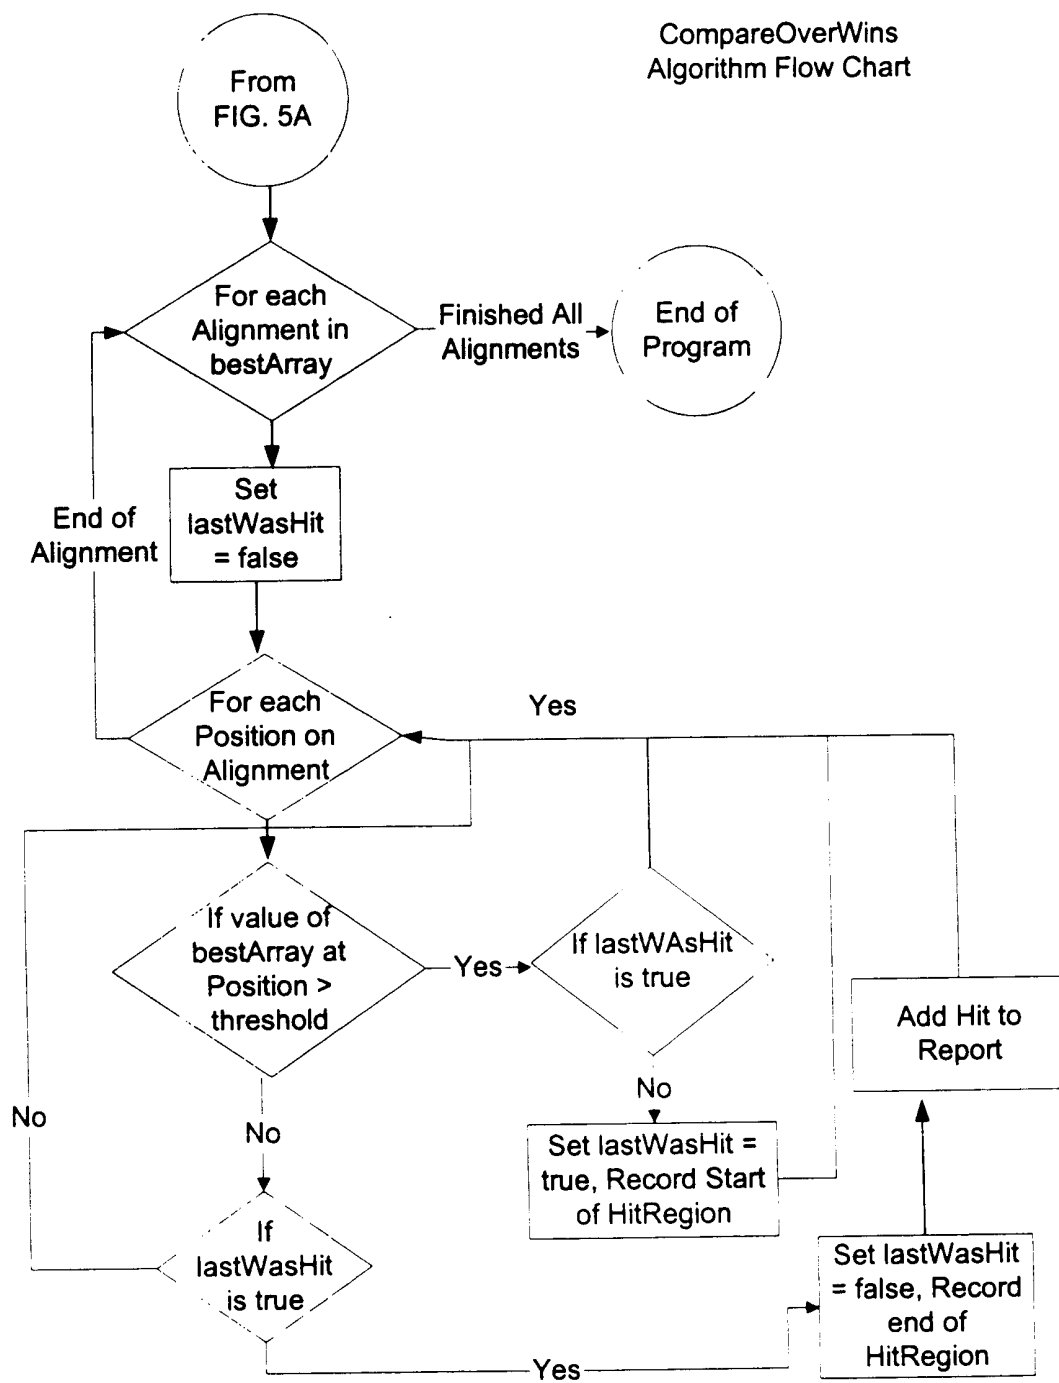 CompareOverWins
Algorithm Flow Chart
From
FIG. 5A
For each
Alignment in
bestArray
Finished All
Alignments
End of
Program
Set
lastWasHit
= false
End of
Alignment
For each
Position on
Alignment
Yes
If value of
bestArray at
Position >
threshold
Yes
If lastWAsHit
is true
Add Hit to
Report
No
No
No
Set lastWasHit =
true, Record Start
of HitRegion
If
lastWasHit
is true
Set lastWasHit
= false, Record
end of
HitRegion
Yes